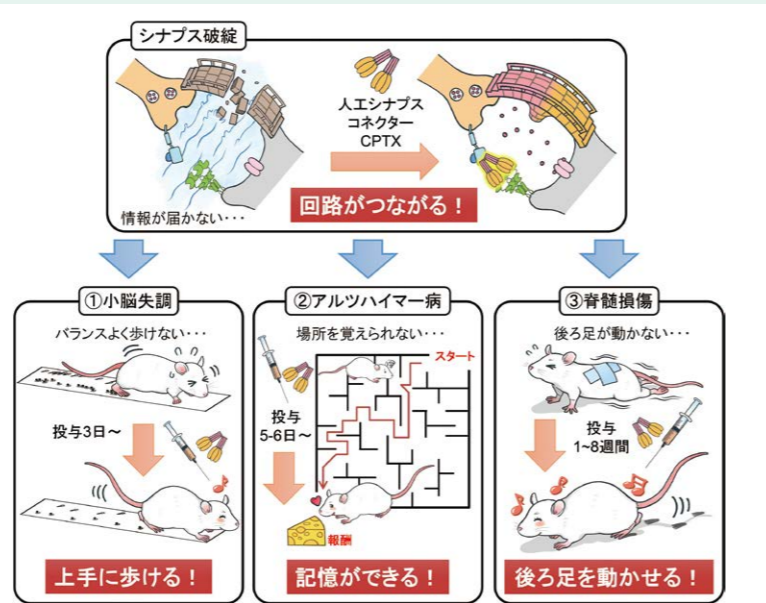 シナプス破綻
人工シナプス
コネクター
CPTX
情報が届かない・・・
回路がつながる！
①小脳失調
バランスよく歩けない・・・
投与3日～
上手に歩ける！
②アルツハイマー病
場所を覚えられない・・・
スタート
投与
5-6日～
報酬
記憶ができる！
③脊髄損傷
後ろ足が動かない・・・
投与
1~8週間
後ろ足を動かせる！